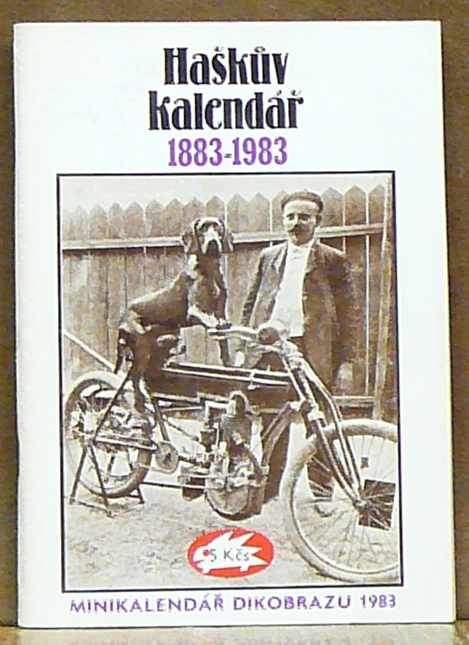 Haškův
kalendář
1883-1983
5 Kčs
MINIKALENDÁŘ DIKOBRAZU 1983